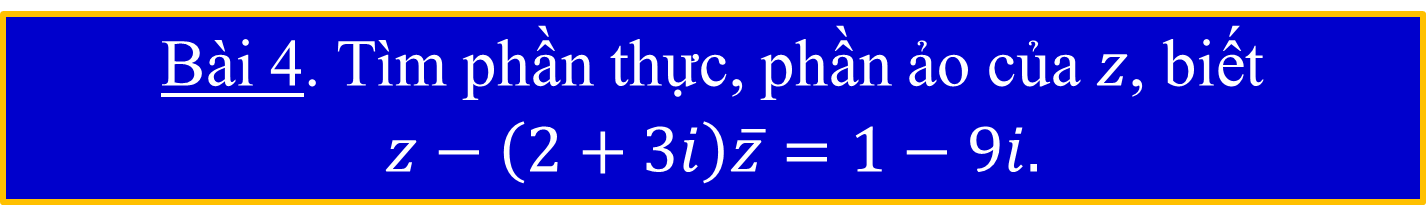 Bài 4. Tìm phần thực, phần ảo của z, biết
z − (2 + 3i)z̄ = 1 − 9i.